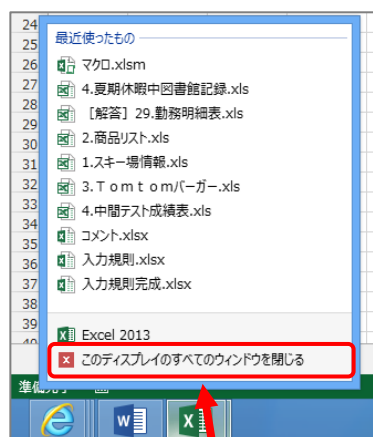 24
25
26
27
28
29
30
31
32
33
34
35
36
37
38
39
最近使ったもの
マクロ.xlsm
4.夏期休暇中図書館記録.xls
［解答］29.勤務明細表.xls
2.商品リスト.xls
1.スキー場情報.xls
3.Ｔｏｍｔｏｍバーガー.xls
4.中間テスト成績表.xls
コメント.xlsx
入力規則.xlsx
入力規則完成.xlsx
Excel 2013
このディスプレイのすべてのウィンドウを閉じる